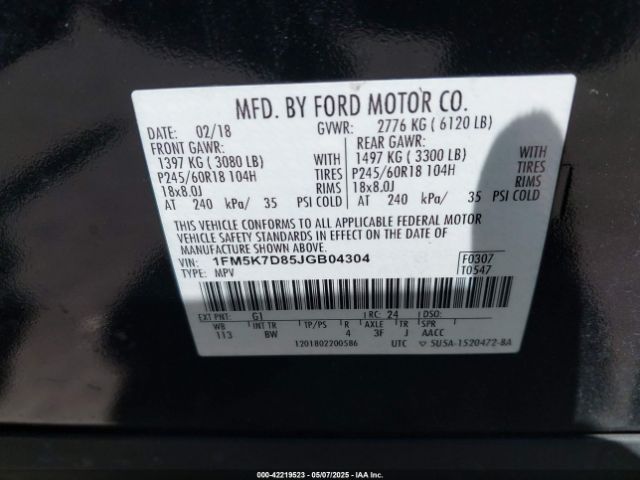 MFD. BY FORD MOTOR CO.
DATE: 02/18 GVWR: 2776 KG ( 6120 LB)
FRONT GAWR: REAR GAWR:
1397 KG ( 3080 LB) WITH 1497 KG ( 3300 LB) WITH
P245/60R18 104H TIRES P245/60R18 104H TIRES
18x8.0J RIMS 18x8.0J RIMS
AT 240 kPa/ 35 PSI COLD AT 240 kPa/ 35 PSI COLD
THIS VEHICLE CONFORMS TO ALL APPLICABLE FEDERAL MOTOR
VEHICLE SAFETY STANDARDS IN EFFECT ON THE DATE OF
MANUFACTURE SHOWN ABOVE.
VIN: 1FM5K7D85JGB04304 F0307
TYPE: MPV T0547
EXT PNT: G1 RC: 24 DSO:
WB INT TR TP/PS R AXLE TR SPR
113 BW 4 3F J AACC
1201802200586 UTC ▽ 5U5A-1520472-BA
000-42219523 - 05/07/2025 - IAA Inc.